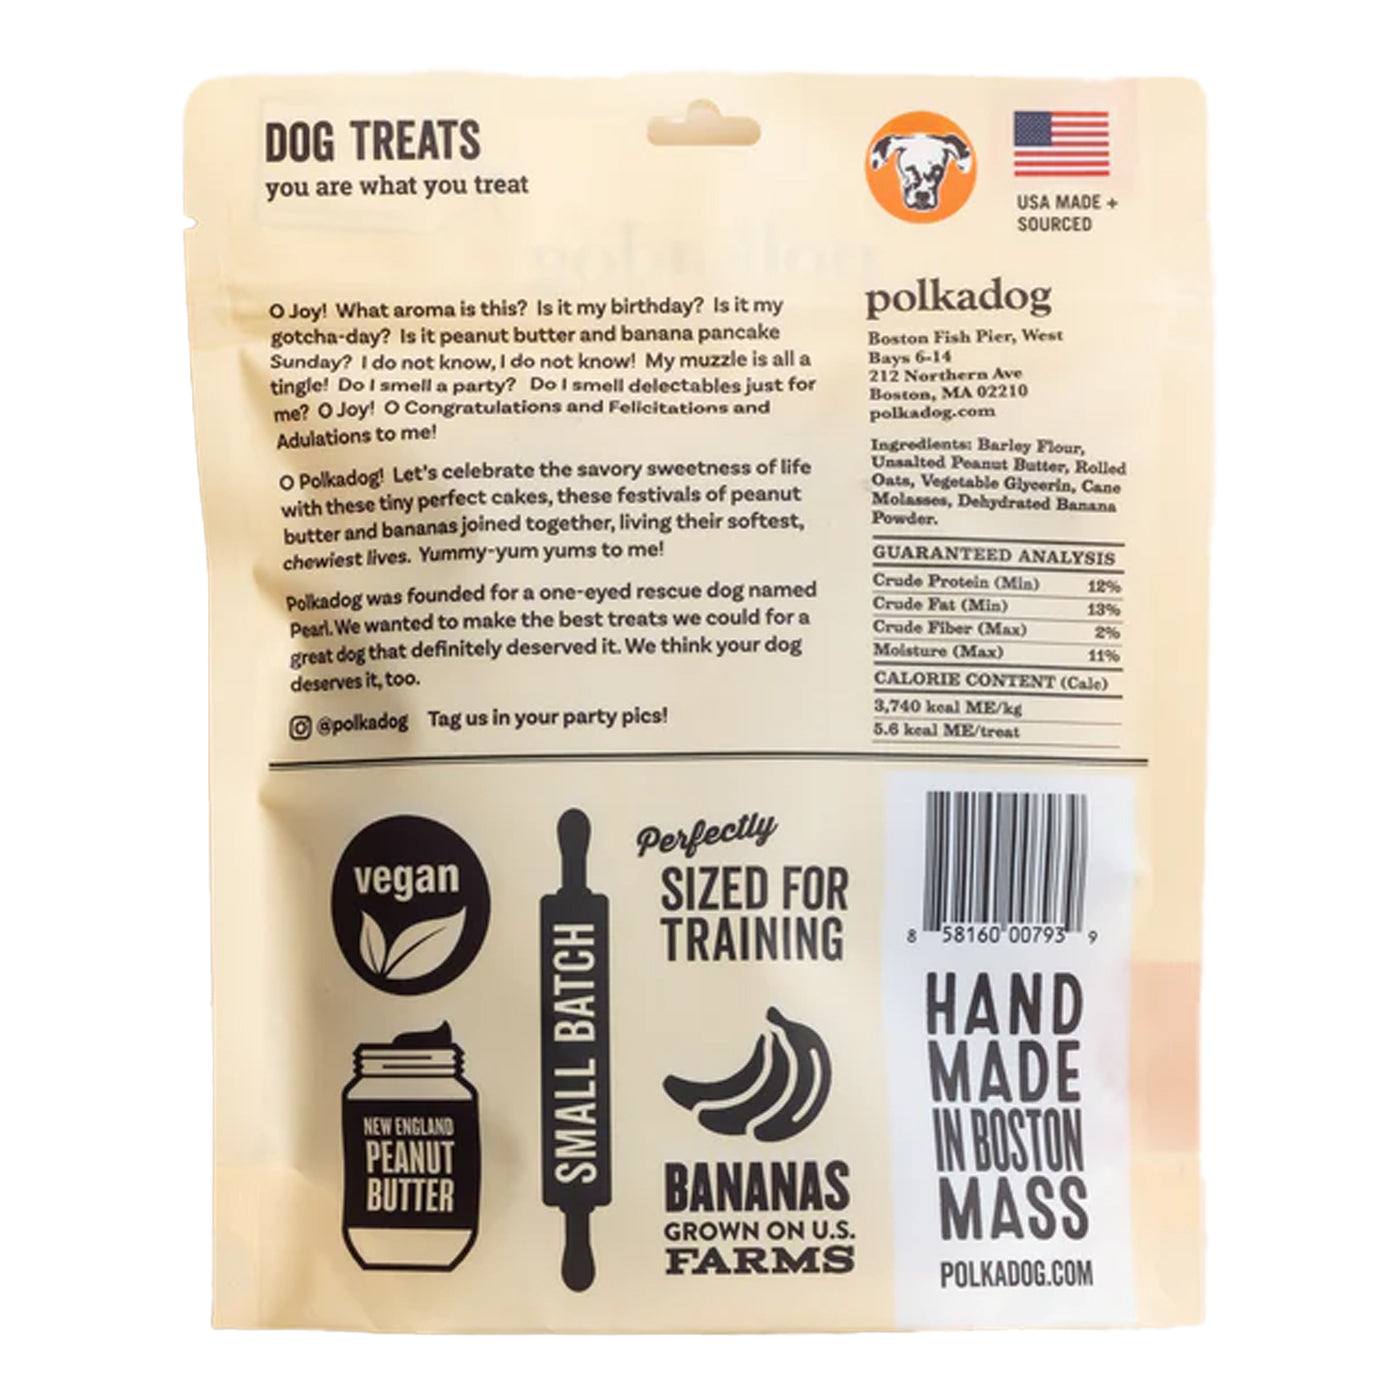 DOG TREATS
you are what you treat
USA MADE +
SOURCED
O Joy! What aroma is this? Is it my birthday? Is it my
gotcha-day? Is it peanut butter and banana pancake
Sunday? I do not know, I do not know! My muzzle is all a
tingle! Do I smell a party? Do I smell delectables just for
me? O Joy! O Congratulations and Felicitations and
Adulations to me!
O Polkadog! Let's celebrate the savory sweetness of life
with these tiny perfect cakes, these festivals of peanut
butter and bananas joined together, living their softest,
chewiest lives. Yummy-yum yums to me!
Polkadog was founded for a one-eyed rescue dog named
Pearl. We wanted to make the best treats we could for a
great dog that definitely deserved it. We think your dog
deserves it, too.
@polkadog Tag us in your party pics!
polkadog
Boston Fish Pier, West
Bays 6-14
212 Northern Ave
Boston, MA 02210
polkadog.com
Ingredients: Barley Flour,
Unsalted Peanut Butter, Rolled
Oats, Vegetable Glycerin, Cane
Molasses, Dehydrated Banana
Powder.
GUARANTEED ANALYSIS
Crude Protein (Min) 12%
Crude Fat (Min) 13%
Crude Fiber (Max) 2%
Moisture (Max) 11%
CALORIE CONTENT (Calc)
3,740 kcal ME/kg
5.6 kcal ME/treat
vegan
NEW ENGLAND
PEANUT
BUTTER
SMALL BATCH
Perfectly
SIZED FOR
TRAINING
BANANAS
GROWN ON U.S.
FARMS
8 58160 00793 9
HAND
MADE
IN BOSTON
MASS
POLKADOG.COM